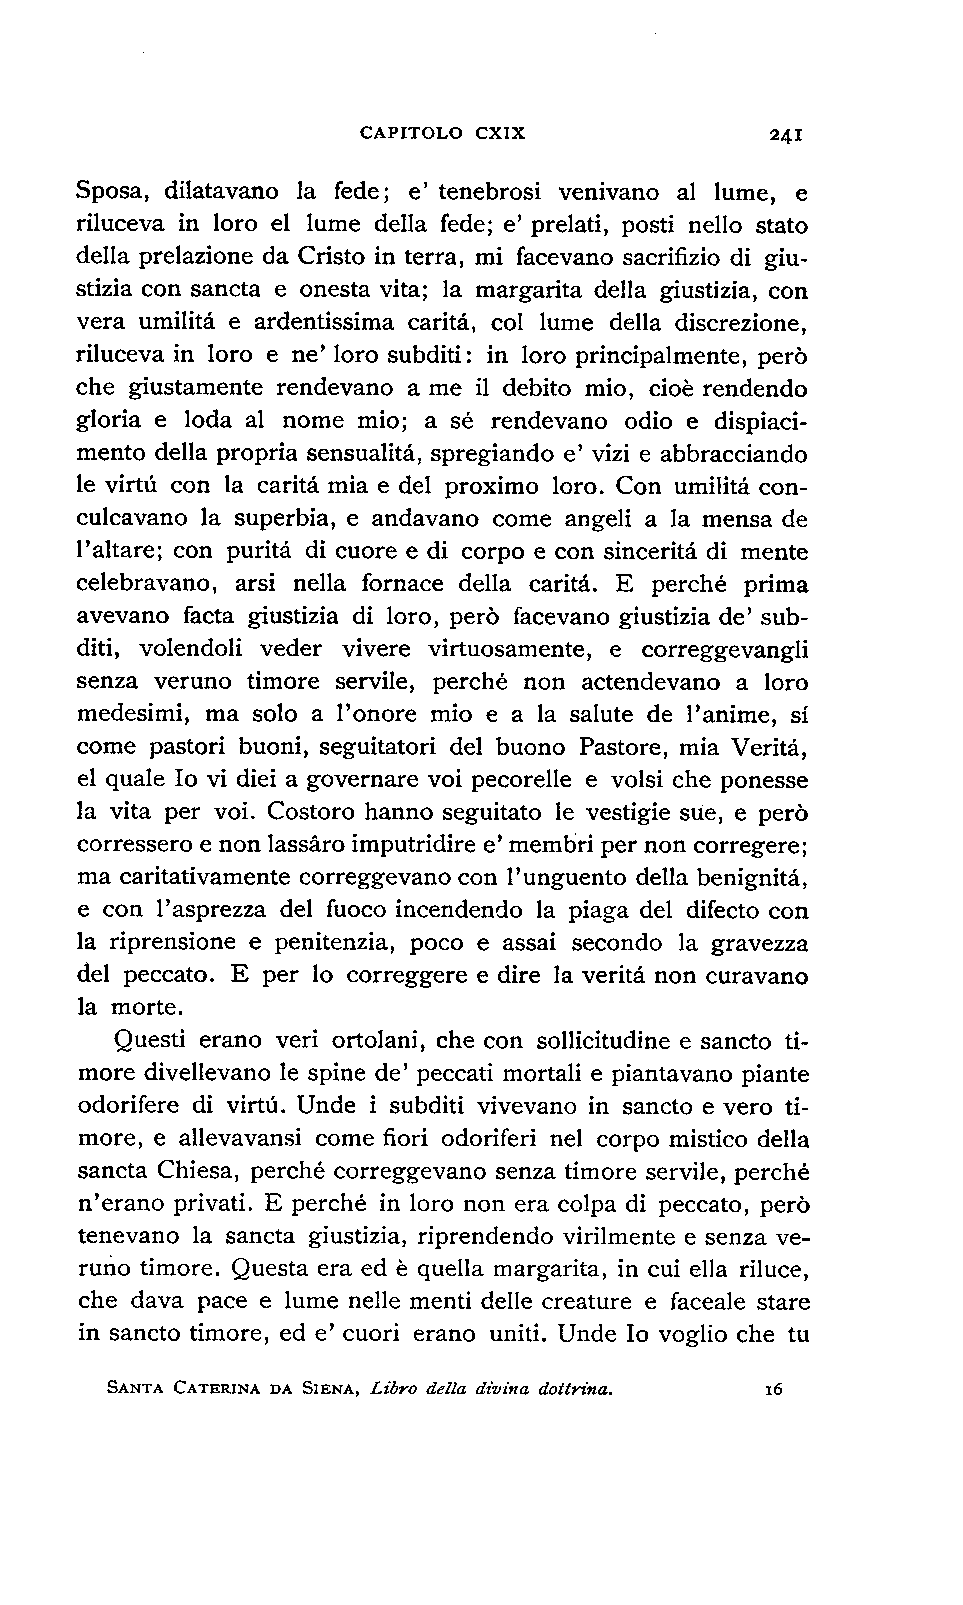 CAPITOLO CXIX 241
Sposa, dilatavano la fede; e' tenebrosi venivano al lume, e
riluceva in loro el lume della fede; e' prelati, posti nello stato
della prelazione da Cristo in terra, mi facevano sacrifizio di giu-
stizia con sancta e onesta vita; la margarita della giustizia, con
vera umilitá e ardentissima caritá, col lume della discrezione,
riluceva in loro e ne' loro subditi: in loro principalmente, però
che giustamente rendevano a me il debito mio, cioè rendendo
gloria e loda al nome mio; a sé rendevano odio e dispiaci-
mento della propria sensualitá, spregiando e' vizi e abbracciando
le virtú con la caritá mia e del proximo loro. Con umilitá con-
culcavano la superbia, e andavano come angeli a la mensa de
l'altare; con puritá di cuore e di corpo e con sinceritá di mente
celebravano, arsi nella fornace della caritá. E perché prima
avevano facta giustizia di loro, però facevano giustizia de' sub-
diti, volendoli veder vivere virtuosamente, e correggevangli
senza veruno timore servile, perché non actendevano a loro
medesimi, ma solo a l'onore mio e a la salute de l'anime, sí
come pastori buoni, seguitatori del buono Pastore, mia Veritá,
el quale Io vi diei a governare voi pecorelle e volsi che ponesse
la vita per voi. Costoro hanno seguitato le vestigie sue, e però
corressero e non lassâro imputridire e' membri per non corregere;
ma caritativamente correggevano con l'unguento della benignitá,
e con l'asprezza del fuoco incendendo la piaga del difecto con
la riprensione e penitenzia, poco e assai secondo la gravezza
del peccato. E per lo correggere e dire la veritá non curavano
la morte.
Questi erano veri ortolani, che con sollicitudine e sancto ti-
more divellevano le spine de' peccati mortali e piantavano piante
odorifere di virtú. Unde i subditi vivevano in sancto e vero ti-
more, e allevavansi come fiori odoriferi nel corpo mistico della
sancta Chiesa, perché correggevano senza timore servile, perché
n'erano privati. E perché in loro non era colpa di peccato, però
tenevano la sancta giustizia, riprendendo virilmente e senza ve-
runo timore. Questa era ed è quella margarita, in cui ella riluce,
che dava pace e lume nelle menti delle creature e faceale stare
in sancto timore, ed e' cuori erano uniti. Unde Io voglio che tu
SANTA CATERINA DA SIENA, Libro della divina dottrina. 16